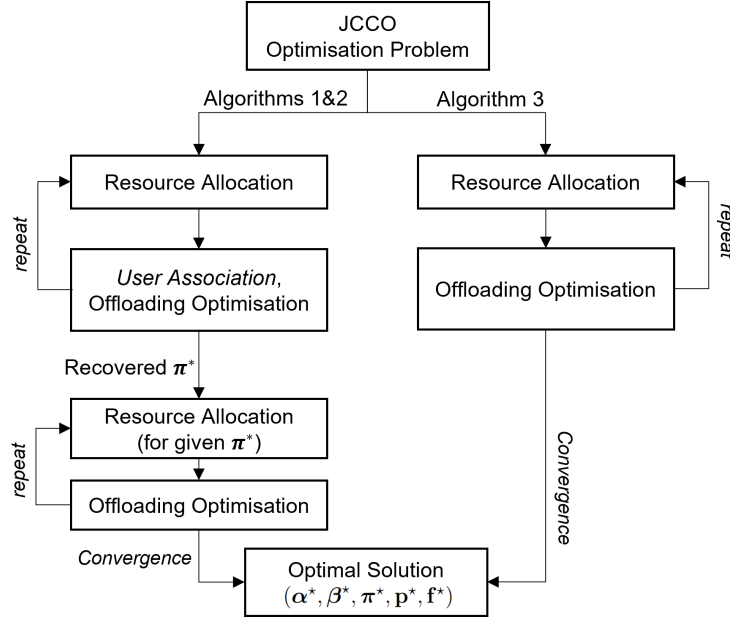 JCCO
Optimisation Problem
Algorithms 1&2
Algorithm 3
Resource Allocation
Resource Allocation
repeat
repeat
User Association,
Offloading Optimisation
Offloading Optimisation
Recovered π*
Resource Allocation
(for given π*)
repeat
Offloading Optimisation
Convergence
Convergence
Optimal Solution
(α⋆, β⋆, π⋆, p⋆, f⋆)